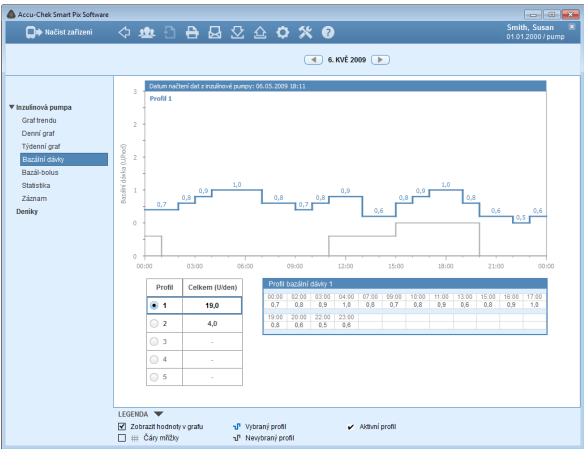 Accu-Chek Smart Pix Software
Načíst zařízení
Smith, Susan
01.01.2000 / pump
6. KVĚ 2009
Inzulínová pumpa
Graf trendu
Denní graf
Týdenní graf
Bazální dávky
Bazál-bolus
Statistika
Záznam
Deníky
Datum načtení dat z inzulínové pumpy: 06.05.2009 18:11
Profil 1
Bazální dávka (U/hod)
3
2
2
1
0
0
0,7 0,8 0,9 1,0 0,8 0,7 0,8 0,9 0,6 0,8 0,9 1,0 0,8 0,6 0,5 0,6
00:00 03:00 06:00 09:00 12:00 15:00 18:00 21:00 00:00
Profil Celkem (U/den)
1 19,0
2 4,0
3 -
4 -
5 -
Profil bazální dávky 1
00:00 02:00 03:00 04:00 07:00 09:00 10:00 11:00 13:00 15:00 16:00 17:00
0,7 0,8 0,9 1,0 0,8 0,7 0,8 0,9 0,6 0,8 0,9 1,0
19:00 20:00 22:00 23:00
0,8 0,6 0,5 0,6
LEGENDA
Zobrazit hodnoty v grafu
Vybraný profil
Aktivní profil
Čáry mřížky
Nevybraný profil